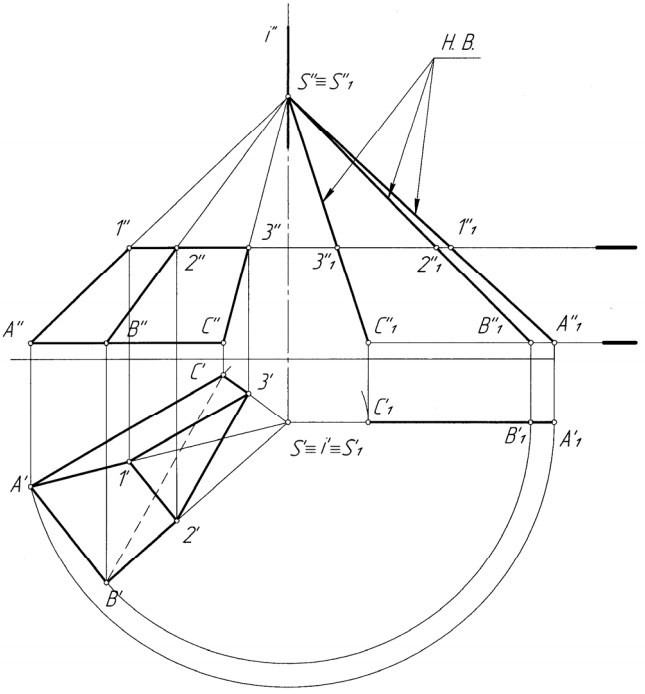 i"
H. B.
S"≡ S"₁
1"
2"
3"
3"₁
2"₁
1"₁
A"
B"
C"
C"₁
B"₁
A"₁
C'
3'
C'₁
S'≡ i'≡S'₁
B'₁
A'₁
A'
1'
2'
B'